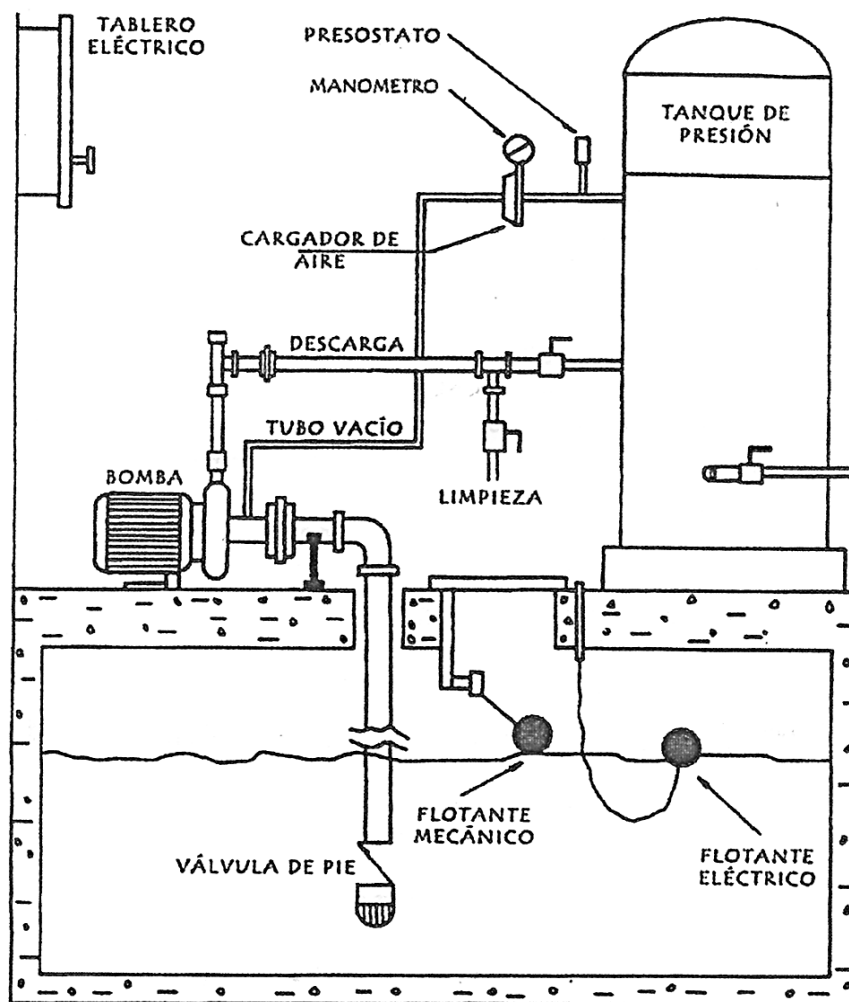 TABLERO
ELÉCTRICO
PRESOSTATO
MANOMETRO
TANQUE DE
PRESIÓN
CARGADOR DE
AIRE
DESCARGA
TUBO VACÍO
BOMBA
LIMPIEZA
FLOTANTE
MECÁNICO
VÁLVULA DE PIE
FLOTANTE
ELÉCTRICO